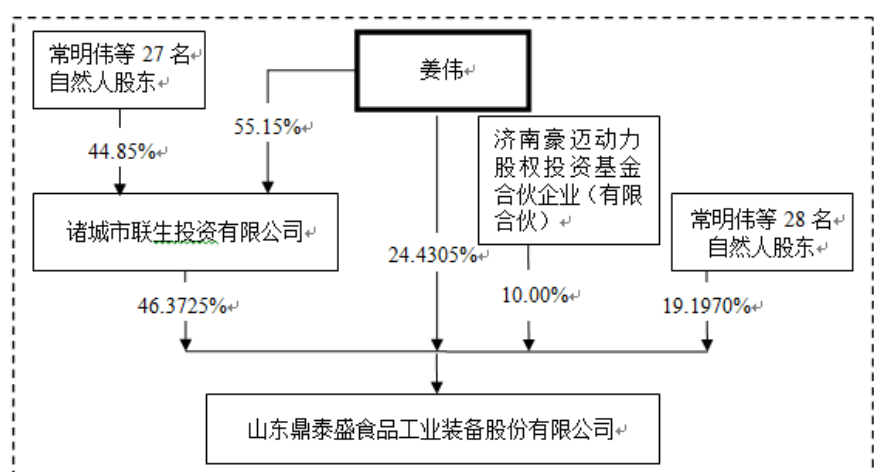 常明伟等 27 名
自然人股东
姜伟
55.15%
44.85%
济南豪迈动力
股权投资基金
合伙企业（有限
合伙）
诸城市联生投资有限公司
常明伟等 28 名
自然人股东
24.4305%
46.3725%
10.00%
19.1970%
山东鼎泰盛食品工业装备股份有限公司